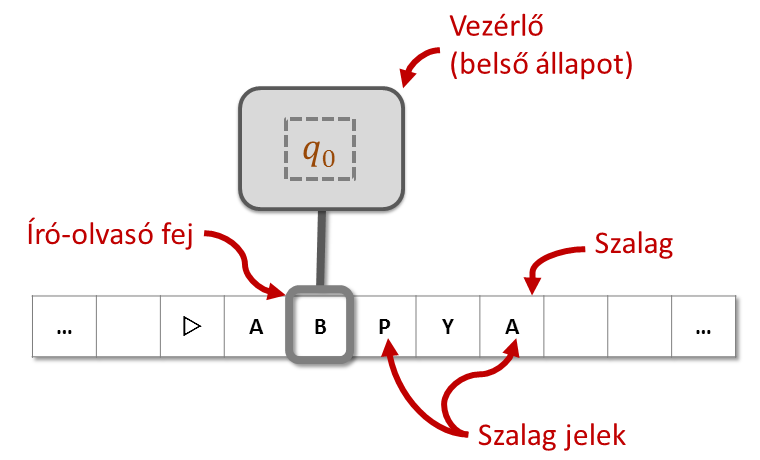 Vezérlő
(belső állapot)
q₀
Író-olvasó fej
Szalag
... ▷ A B P Y A ...
Szalag jelek